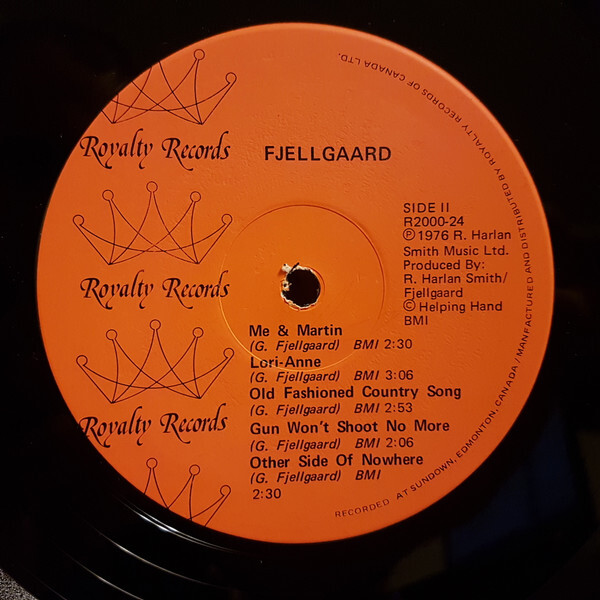 Royalty Records
FJELLGAARD
SIDE II
R2000-24
℗ 1976 R. Harlan
Smith Music Ltd.
Produced By:
R. Harlan Smith/
Fjellgaard
© Helping Hand
BMI
Royalty Records
Me & Martin
(G. Fjellgaard) BMI 2:30
Lori-Anne
(G. Fjellgaard) BMI 3:06
Old Fashioned Country Song
(G. Fjellgaard) BMI 2:53
Gun Won't Shoot No More
(G. Fjellgaard) BMI 2:06
Other Side Of Nowhere
(G. Fjellgaard) BMI
2:30
Royalty Records
RECORDED AT SUNDOWN, EDMONTON, CANADA / MANFACTURED AND DISTRIBUTED BY ROYALTY RECORDS OF CANADA LTD.